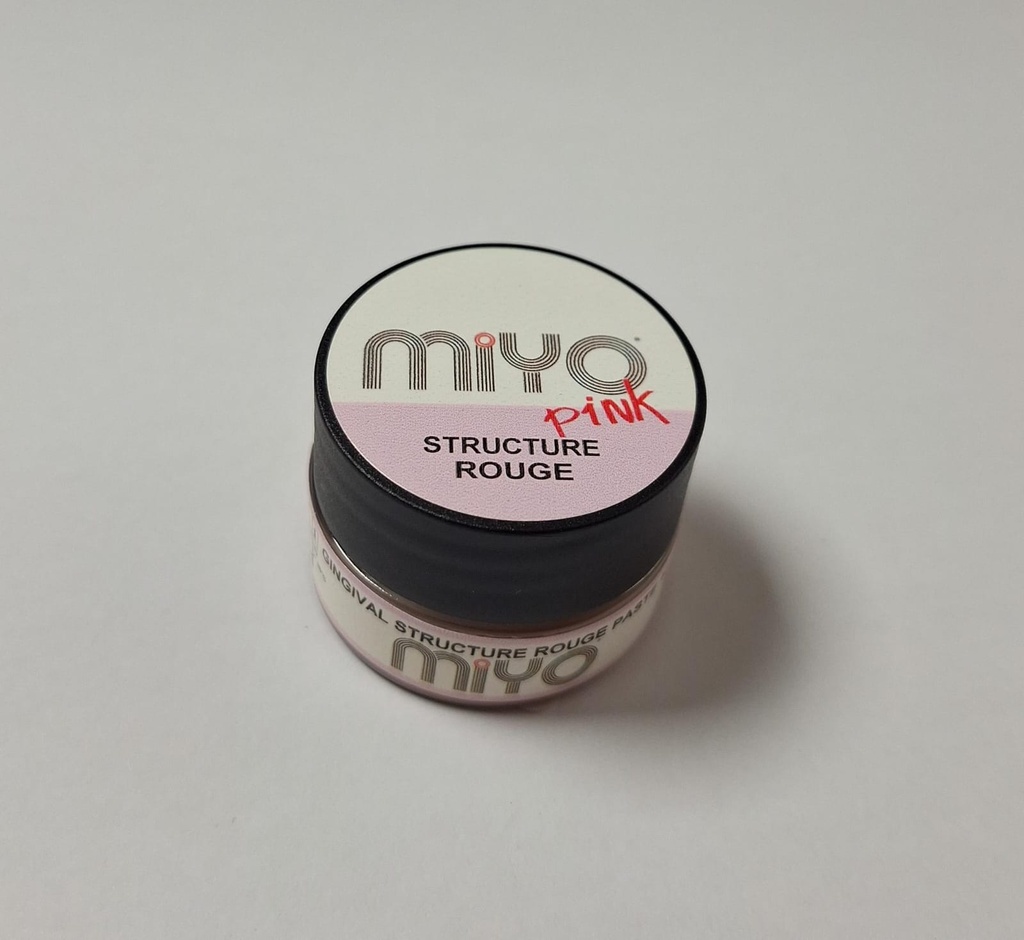 miYO
pink
STRUCTURE
ROUGE
GINGIVAL STRUCTURE ROUGE PASTE
miYO